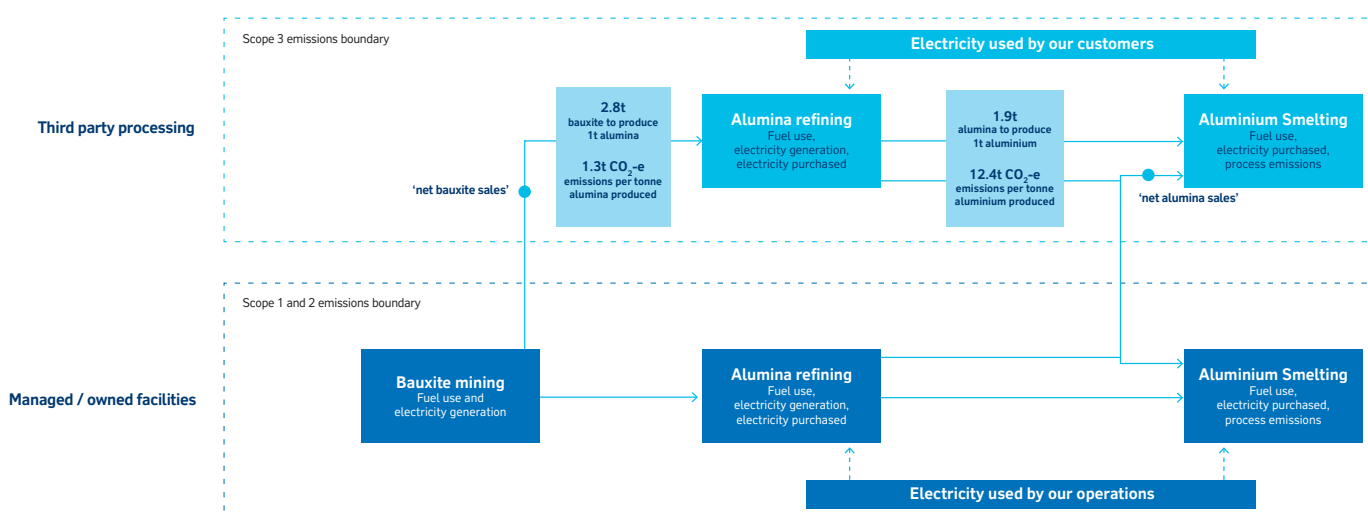 Scope 3 emissions boundary
Electricity used by our customers
Third party processing
2.8t
bauxite to produce
1t alumina
1.3t CO₂-e
emissions per tonne
alumina produced
Alumina refining
Fuel use,
electricity generation,
electricity purchased
1.9t
alumina to produce
1t aluminium
12.4t CO₂-e
emissions per tonne
aluminium produced
Aluminium Smelting
Fuel use,
electricity purchased,
process emissions
'net bauxite sales'
'net alumina sales'
Scope 1 and 2 emissions boundary
Managed / owned facilities
Bauxite mining
Fuel use and
electricity generation
Alumina refining
Fuel use,
electricity generation,
electricity purchased
Aluminium Smelting
Fuel use,
electricity purchased,
process emissions
Electricity used by our operations